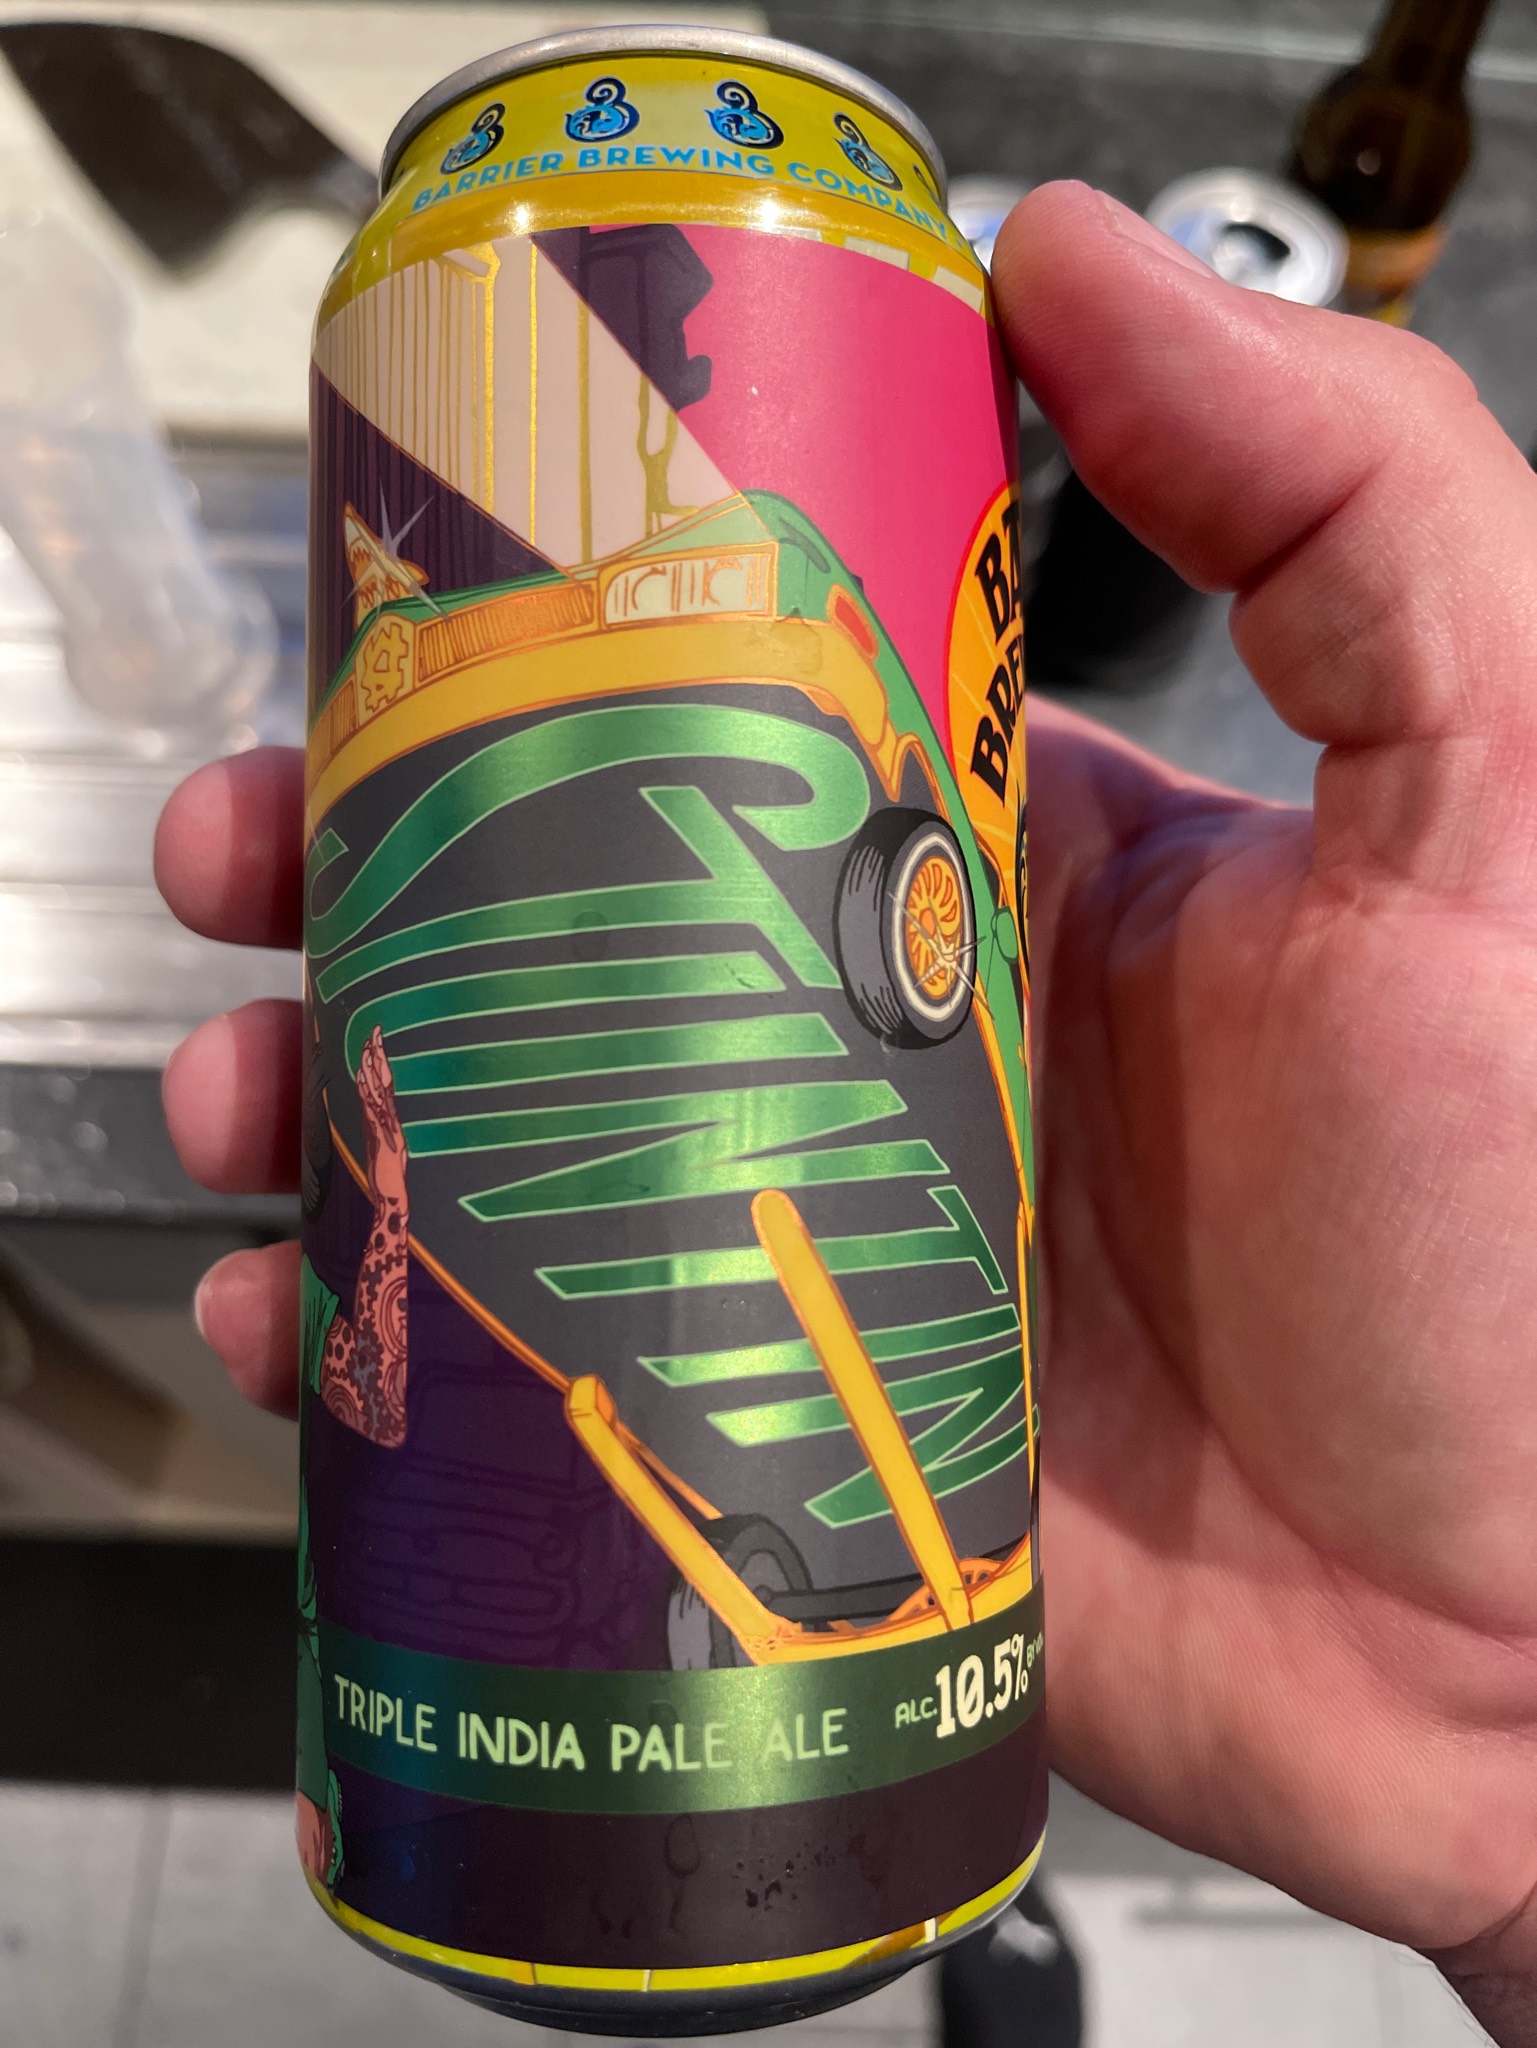 BARRIER BREWING COMPANY
STUNTIN
TRIPLE INDIA PALE ALE
ALC. 10.5%